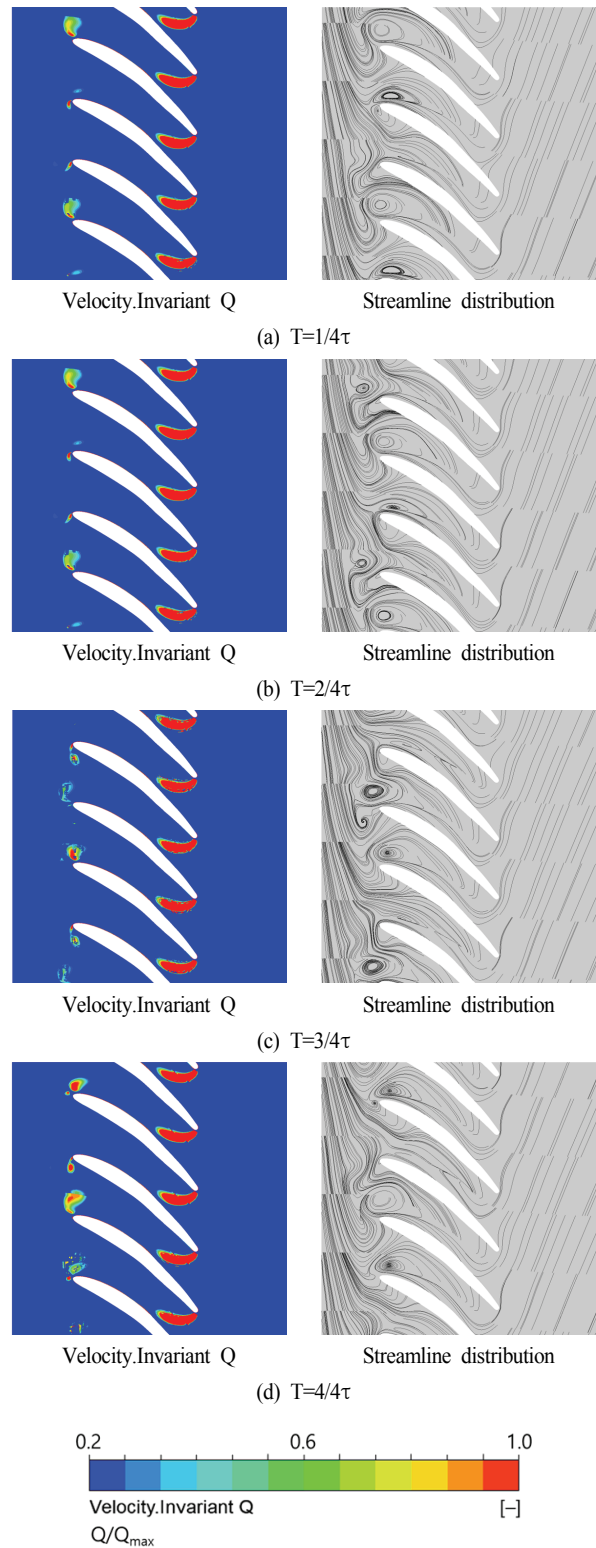 Velocity.Invariant Q Streamline distribution
(a) T=1/4τ
Velocity.Invariant Q Streamline distribution
(b) T=2/4τ
Velocity.Invariant Q Streamline distribution
(c) T=3/4τ
Velocity.Invariant Q Streamline distribution
(d) T=4/4τ
0.2 0.6 1.0
Velocity.Invariant Q [−]
Q/Qmax